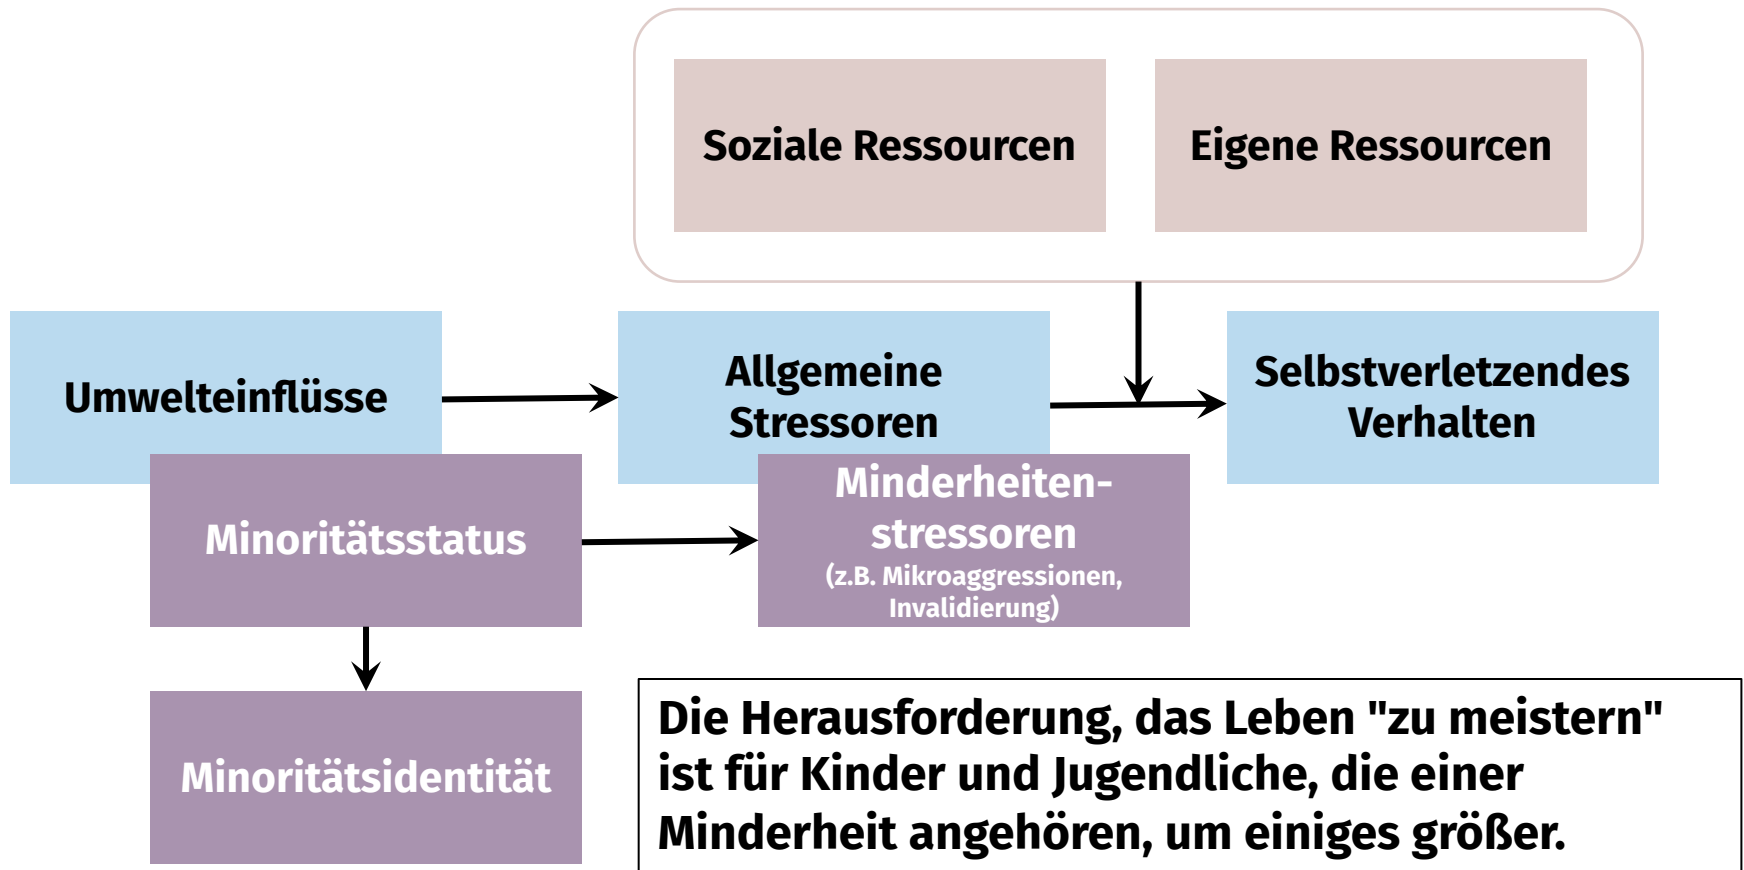 Soziale Ressourcen
Eigene Ressourcen
Umwelteinflüsse
Allgemeine
Stressoren
Selbstverletzendes
Verhalten
Minoritätsstatus
Minderheiten-
stressoren
(z.B. Mikroaggressionen,
Invalidierung)
Minoritätsidentität
Die Herausforderung, das Leben "zu meistern"
ist für Kinder und Jugendliche, die einer
Minderheit angehören, um einiges größer.